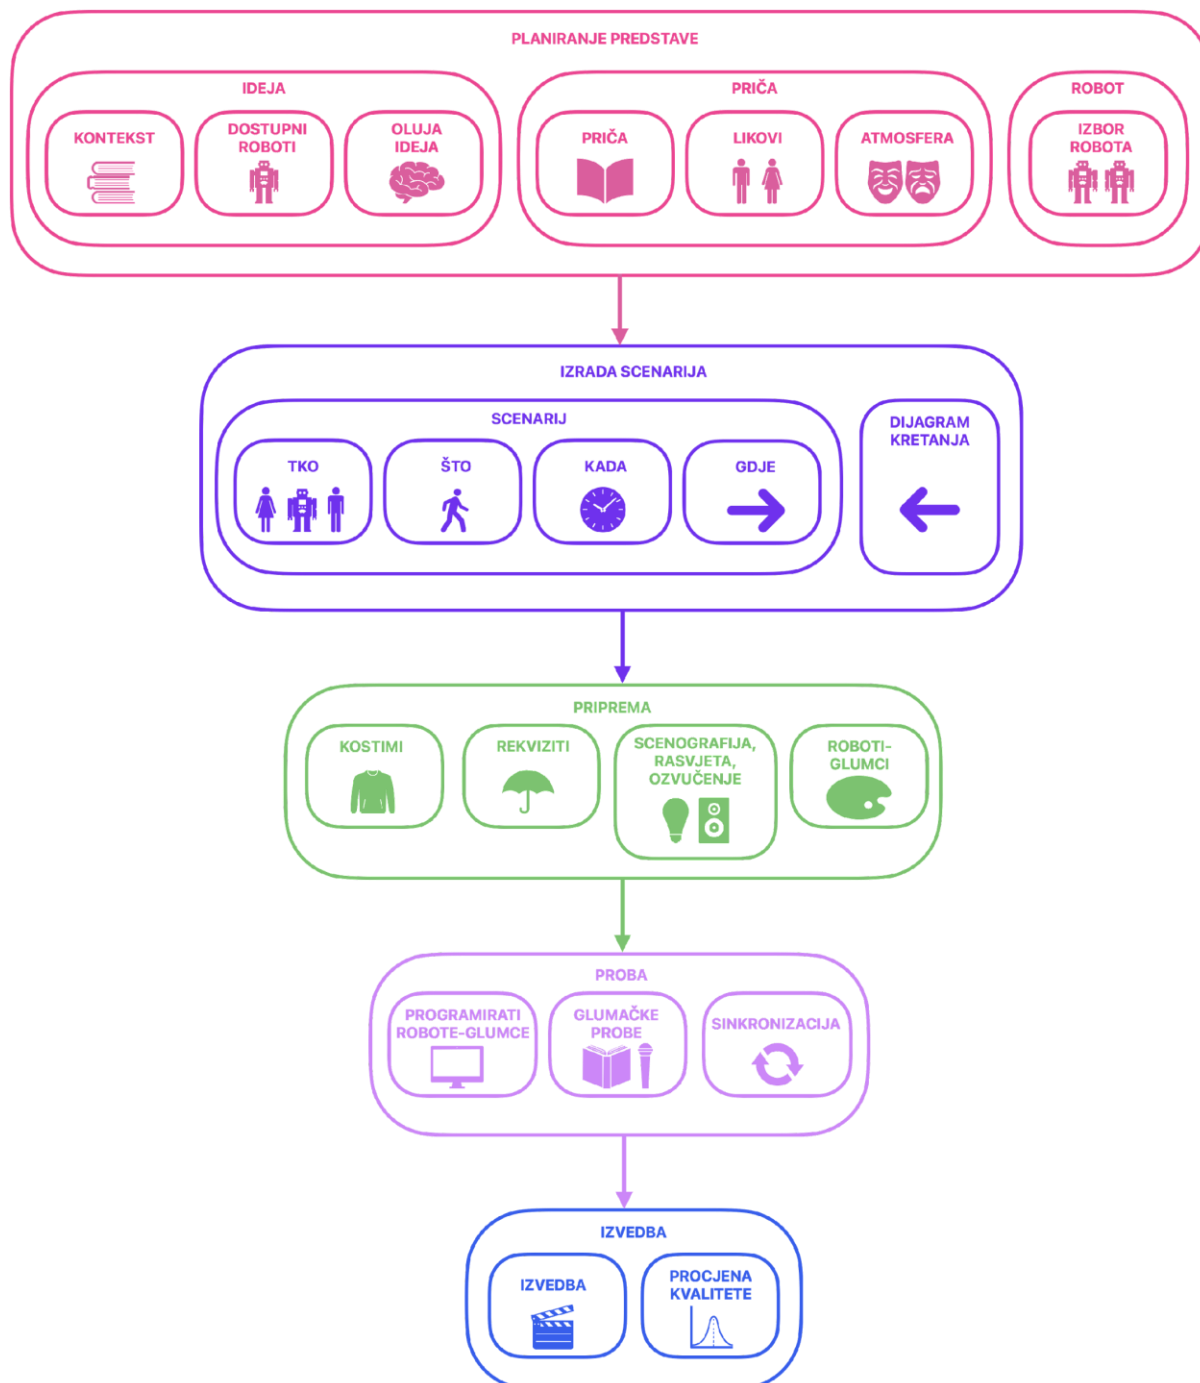 PLANIRANJE PREDSTAVE
IDEJA
KONTEKST
DOSTUPNI
ROBOTI
OLUJA
IDEJA
PRIČA
PRIČA
LIKOVI
ATMOSFERA
ROBOT
IZBOR
ROBOTA
IZRADA SCENARIJA
SCENARIJ
TKO
ŠTO
KADA
GDJE
DIJAGRAM
KRETANJA
PRIPREMA
KOSTIMI
REKVIZITI
SCENOGRAFIJA,
RASVJETA,
OZVUČENJE
ROBOTI-
GLUMCI
PROBA
PROGRAMIRATI
ROBOTE-GLUMCE
GLUMAČKE
PROBE
SINKRONIZACIJA
IZVEDBA
IZVEDBA
PROCJENA
KVALITETE